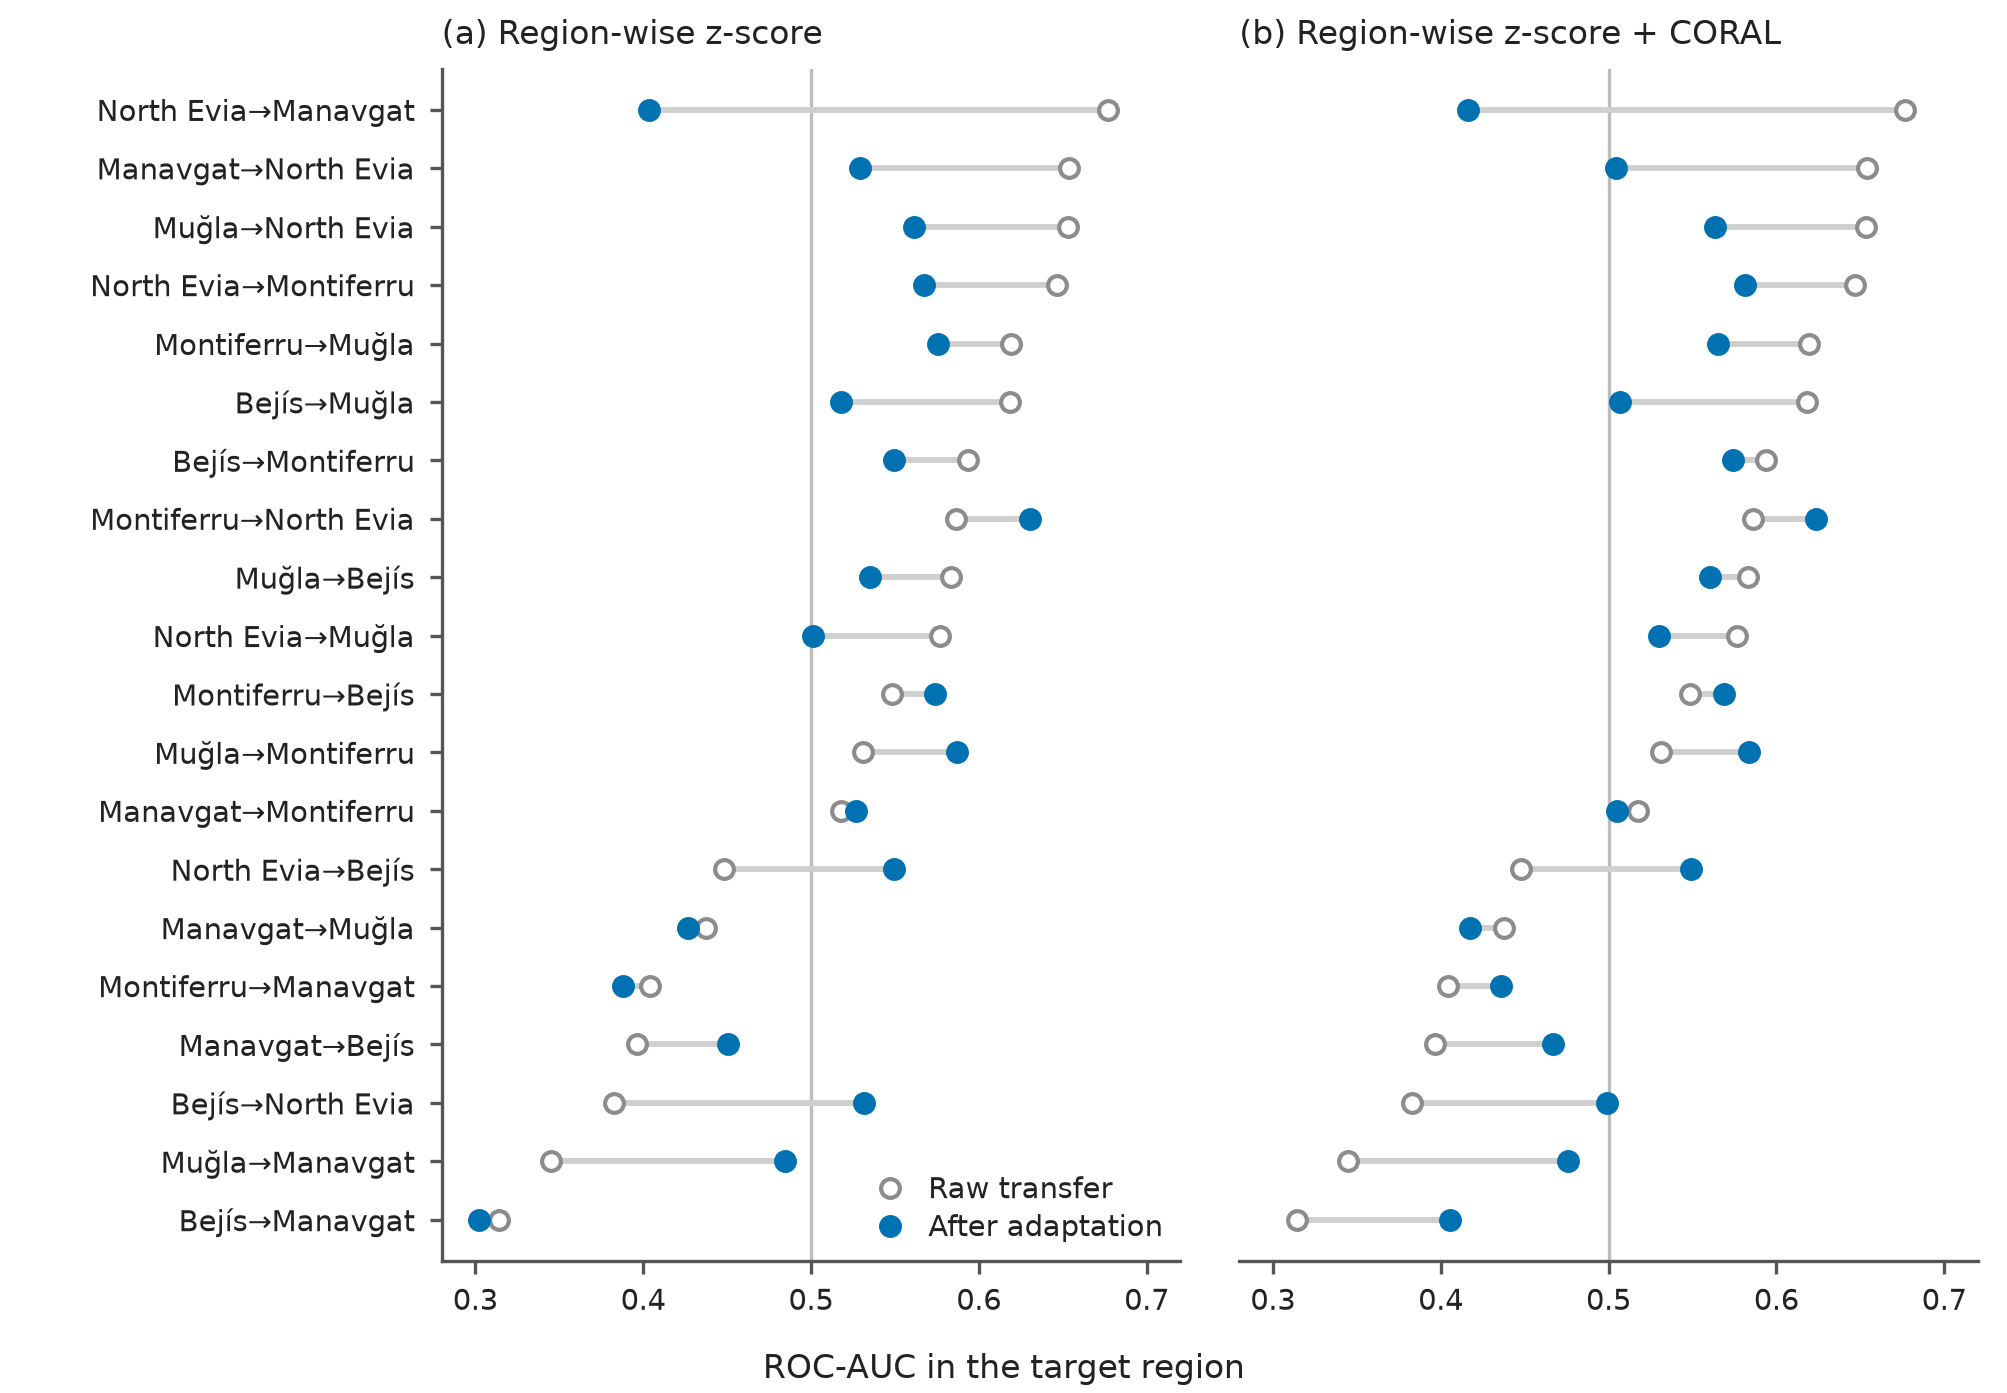 (a) Region-wise z-score
(b) Region-wise z-score + CORAL
North Evia→Manavgat
Manavgat→North Evia
Muğla→North Evia
North Evia→Montiferru
Montiferru→Muğla
Bejís→Muğla
Bejís→Montiferru
Montiferru→North Evia
Muğla→Bejís
North Evia→Muğla
Montiferru→Bejís
Muğla→Montiferru
Manavgat→Montiferru
North Evia→Bejís
Manavgat→Muğla
Montiferru→Manavgat
Manavgat→Bejís
Bejís→North Evia
Muğla→Manavgat
Bejís→Manavgat
Raw transfer
After adaptation
0.3 0.4 0.5 0.6 0.7
0.3 0.4 0.5 0.6 0.7
ROC-AUC in the target region